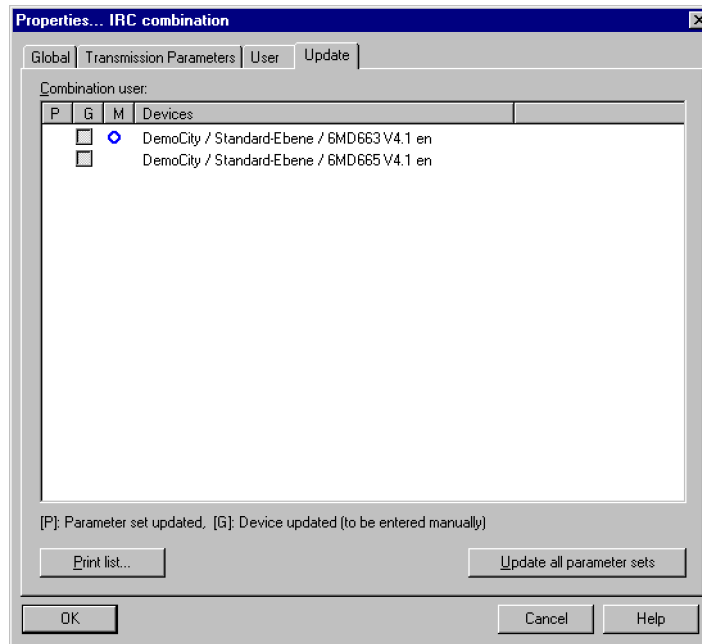 Properties... IRC combination
Global Transmission Parameters User Update
Combination user:
P G M Devices
DemoCity / Standard-Ebene / 6MD663 V4.1 en
DemoCity / Standard-Ebene / 6MD665 V4.1 en
[P]: Parameter set updated, [G]: Device updated (to be entered manually)
Print list... Update all parameter sets
OK Cancel Help